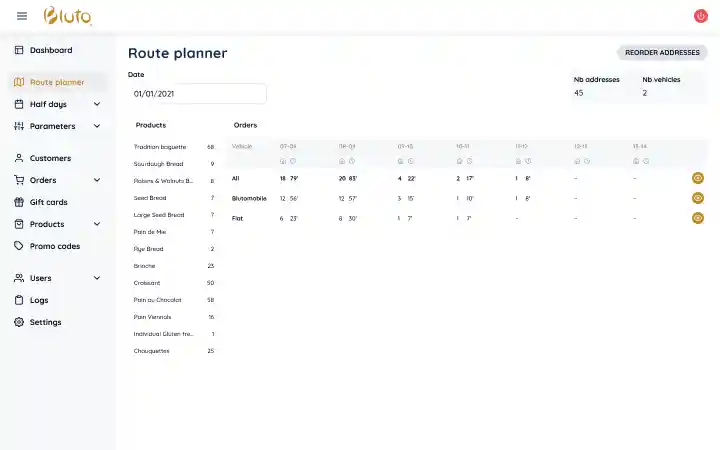 Bluto
Dashboard
Route planner
Half days
Parameters
Customers
Orders
Gift cards
Products
Promo codes
Users
Logs
Settings
Route planner
REORDER ADDRESSES
Date
01/01/2021
Nb addresses Nb vehicles
45 2
Products
Tradition baguette 68
Sourdough Bread 9
Raisins & Walnuts B... 8
Seed Bread 7
Large Seed Bread 7
Pain de Mie 7
Rye Bread 2
Brioche 23
Croissant 50
Pain au Chocolat 58
Pain Viennois 16
Individual Gluten fre... 1
Chouquettes 25
Orders
Vehicule 07-08 08-09 09-10 10-11 11-12 12-13 13-14
All 18 79' 20 83' 4 22' 2 17' 1 8' - -
Blutomobile 12 56' 12 57' 3 15' 1 10' 1 8' - -
Fiat 6 23' 8 30' 1 7' 1 7' - - -